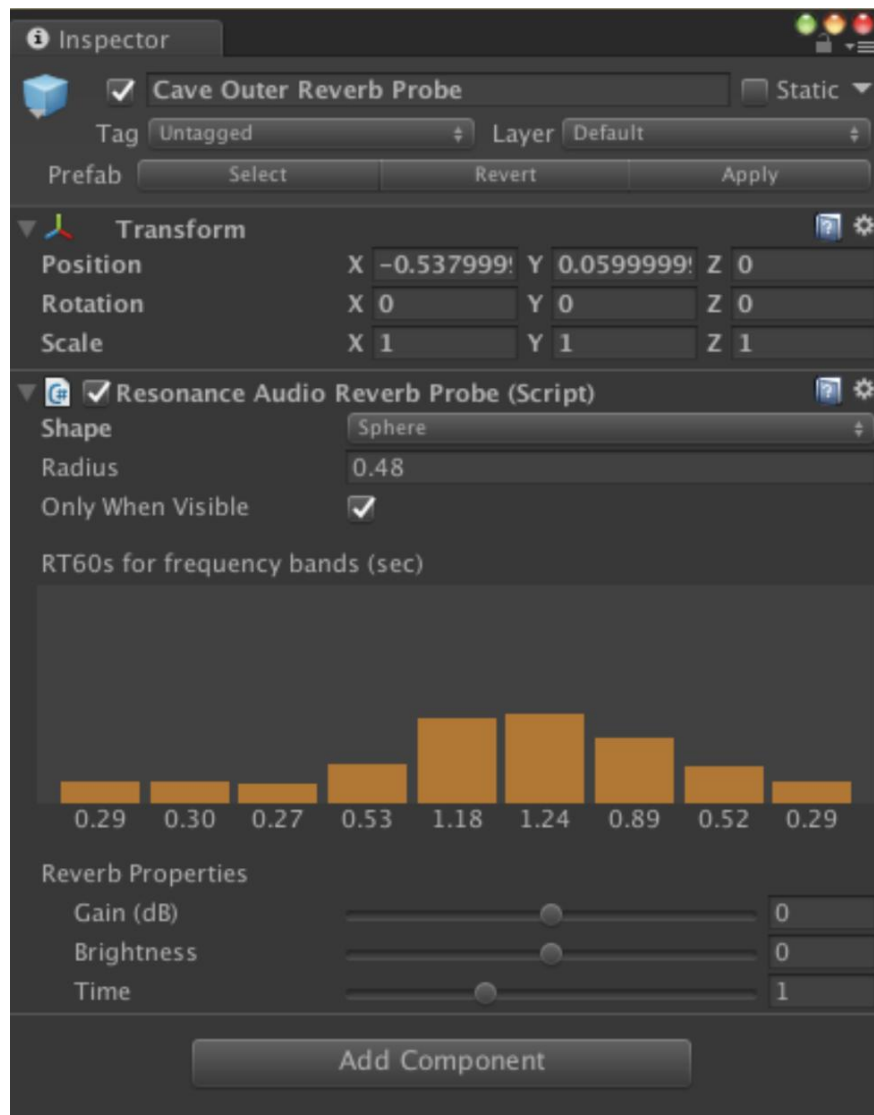 Inspector
Cave Outer Reverb Probe Static
Tag Untagged Layer Default
Prefab Select Revert Apply
Transform
Position X -0.537999 Y 0.0599999 Z 0
Rotation X 0 Y 0 Z 0
Scale X 1 Y 1 Z 1
Resonance Audio Reverb Probe (Script)
Shape Sphere
Radius 0.48
Only When Visible
RT60s for frequency bands (sec)
0.29 0.30 0.27 0.53 1.18 1.24 0.89 0.52 0.29
Reverb Properties
Gain (dB) 0
Brightness 0
Time 1
Add Component